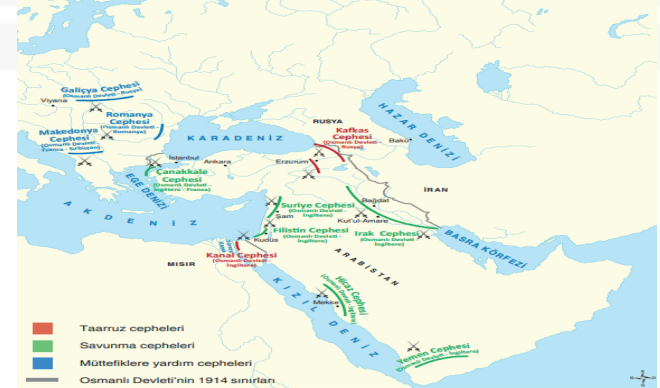 Galiçya Cephesi
(Osmanlı Devleti - Rusya)
Viyana
Romanya
Cephesi
(Osmanlı Devleti -
Romanya)
Makedonya
Cephesi
(Osmanlı Devleti -
KARADENİZ
RUSYA
Kafkas
Cephesi
(Osmanlı Devleti -
Rusya)
HAZAR DENİZİ
Bakü
İstanbul
Ankara
Erzurum
Çanakkale
Cephesi
(Osmanlı Devleti -
İngiltere - Fransa)
EGE DENİZİ
İRAN
AKDENİZ
Suriye Cephesi
(Osmanlı Devleti -
İngiltere)
Şam
Bağdat
Kut'ul-Amare
Filistin Cephesi
(Osmanlı Devleti -
İngiltere)
Irak Cephesi
(Osmanlı Devleti -
İngiltere)
Kudüs
BASRA KÖRFEZİ
Kanal Cephesi
(Osmanlı Devleti -
İngiltere)
MISIR
ARABİSTAN
Hicaz Cephesi
(Osmanlı Devleti - İngiltere)
Mekke
KIZIL DENİZ
Yemen Cephesi
(Osmanlı Devleti - İngiltere)
Taarruz cepheleri
Savunma cepheleri
Müttefiklere yardım cepheleri
Osmanlı Devleti'nin 1914 sınırları